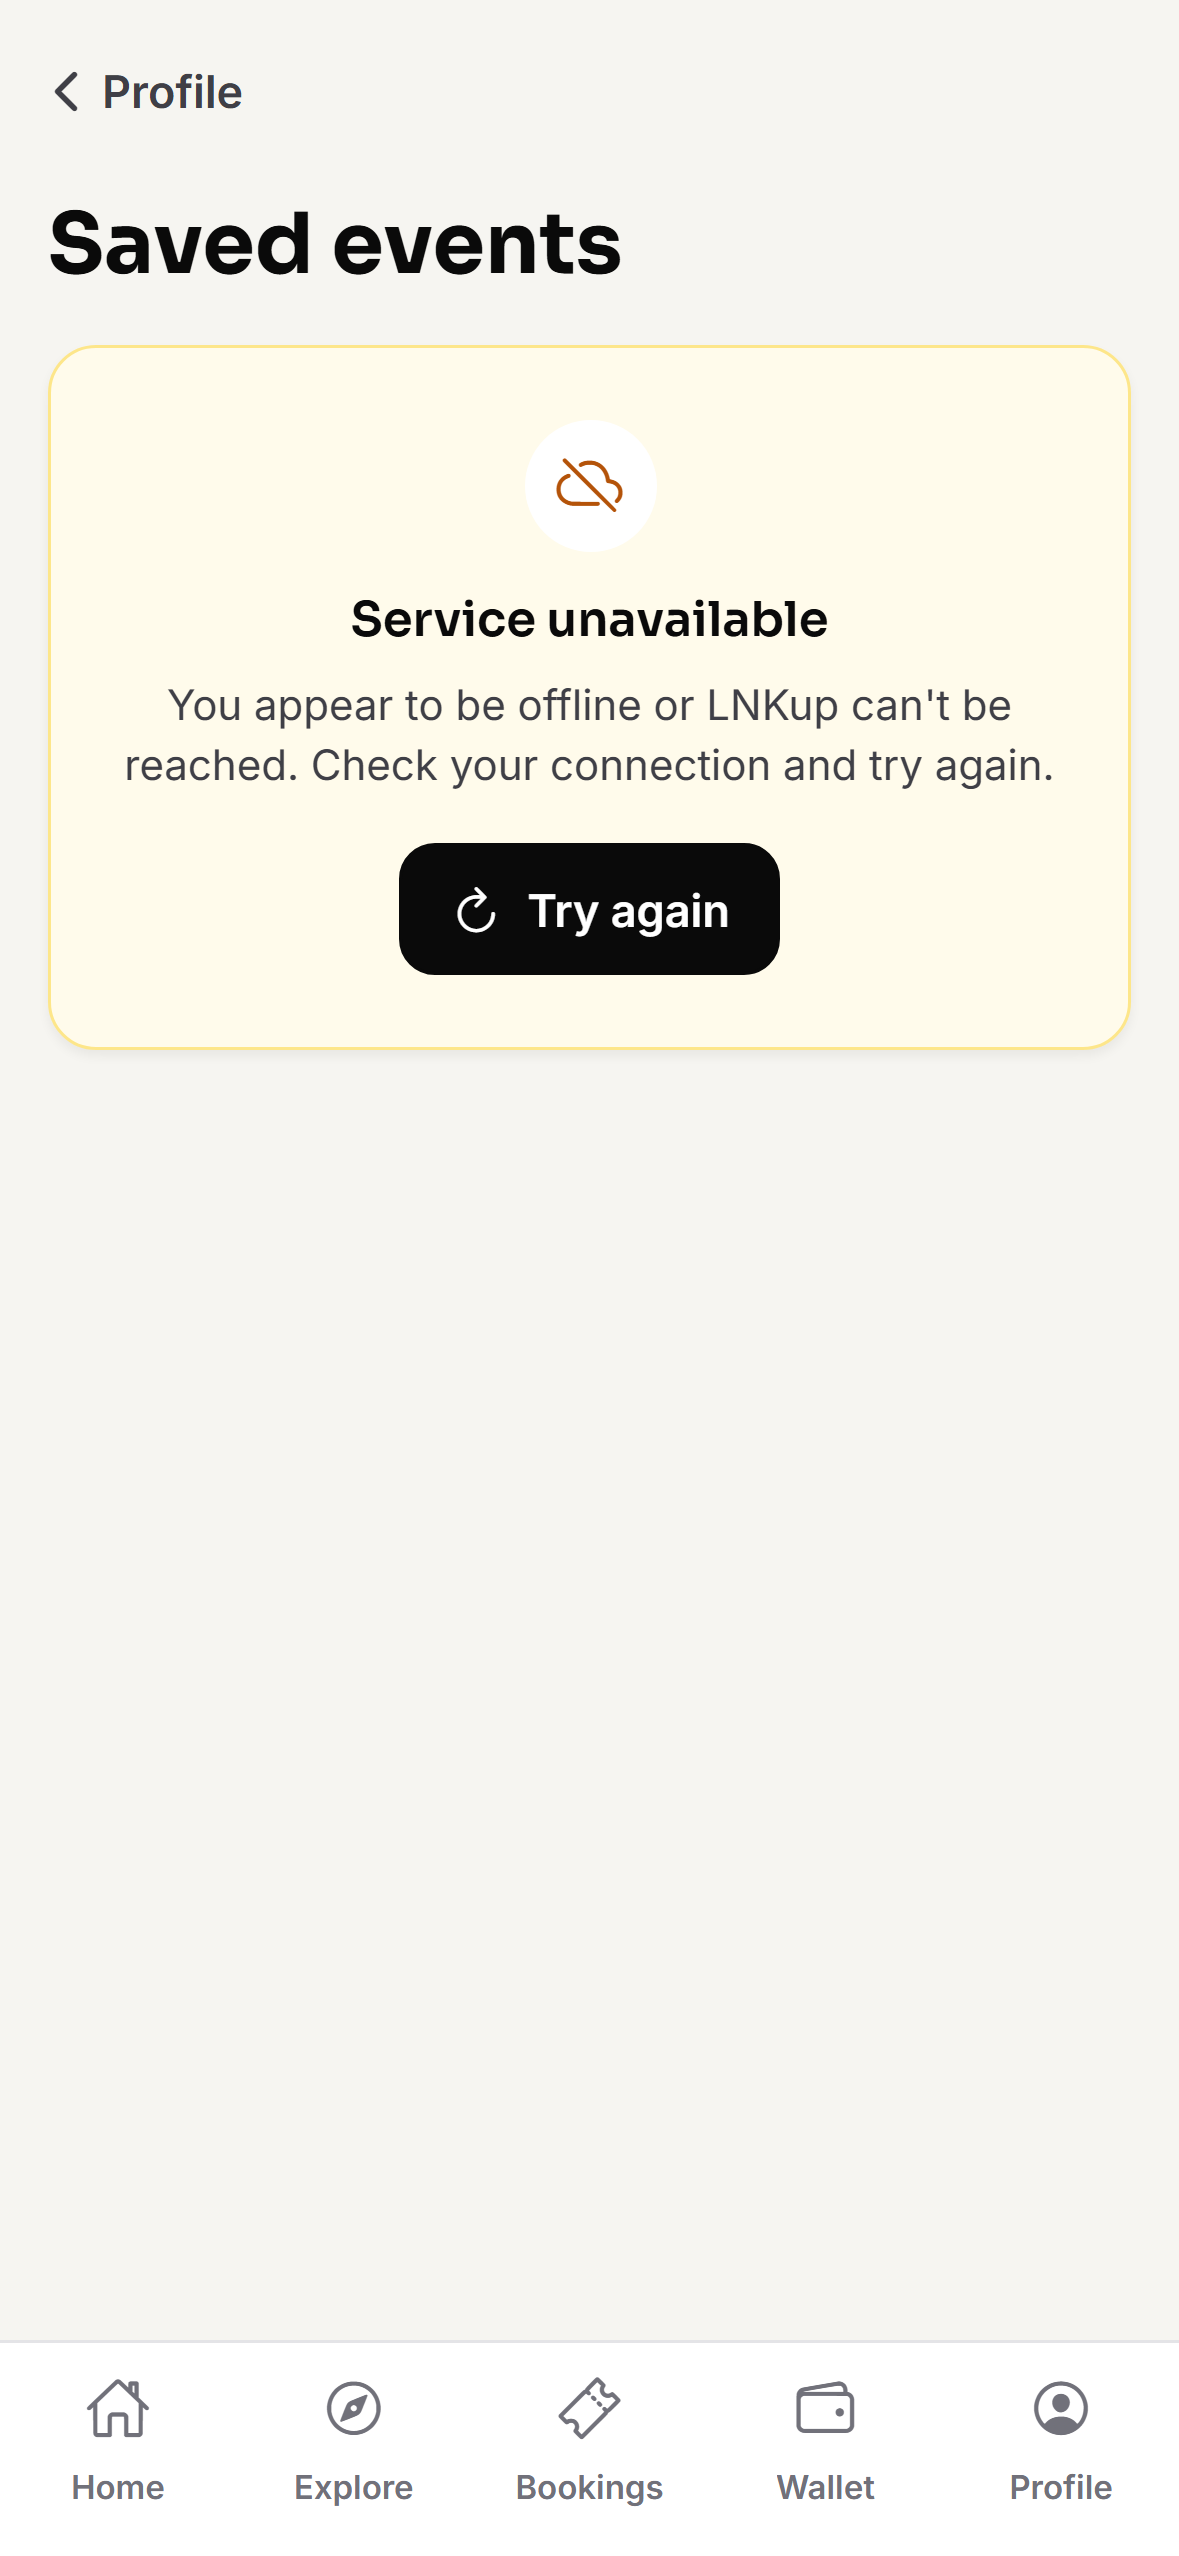 Profile
Saved events
Service unavailable
You appear to be offline or LNKup can't be
reached. Check your connection and try again.
Try again
Home
Explore
Bookings
Wallet
Profile